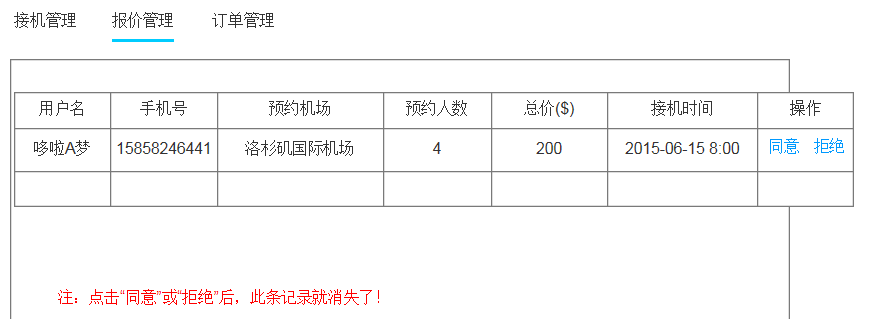 接机管理 报价管理 订单管理
用户名 手机号 预约机场 预约人数 总价($) 接机时间 操作
哆啦A梦 15858246441 洛杉矶国际机场 4 200 2015-06-15 8:00 同意 拒绝
注：点击“同意”或“拒绝”后，此条记录就消失了!